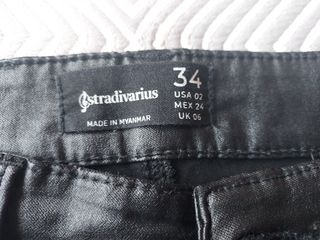 stradivarius
MADE IN MYANMAR
34
USA 02
MEX 24
UK 06